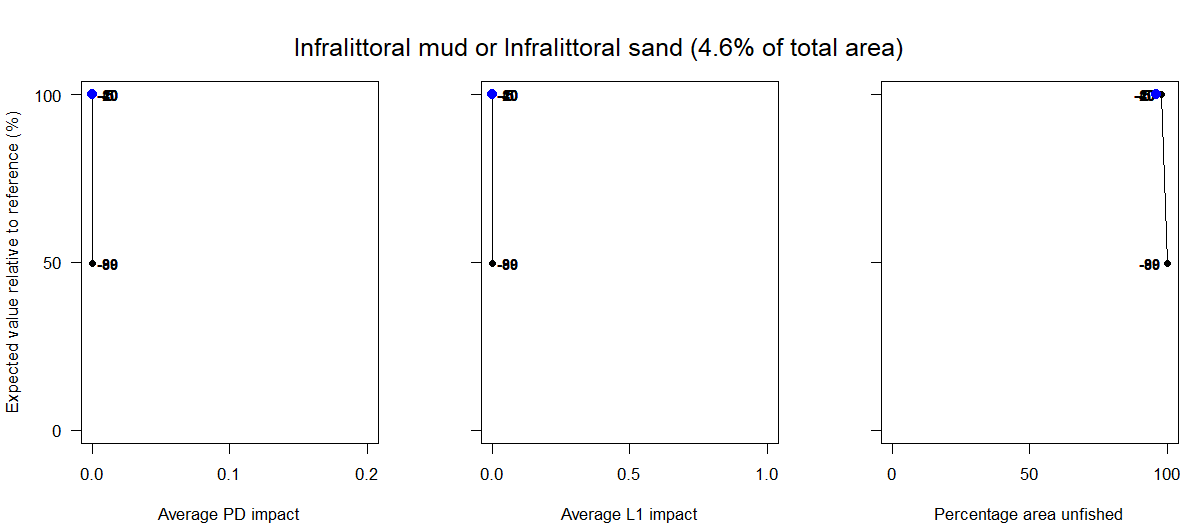 Infralittoral mud or Infralittoral sand (4.6% of total area)
Expected value relative to reference (%)
100
50
0
0.0 0.1 0.2
0.0 0.5 1.0
0 50 100
Average PD impact
Average L1 impact
Percentage area unfished